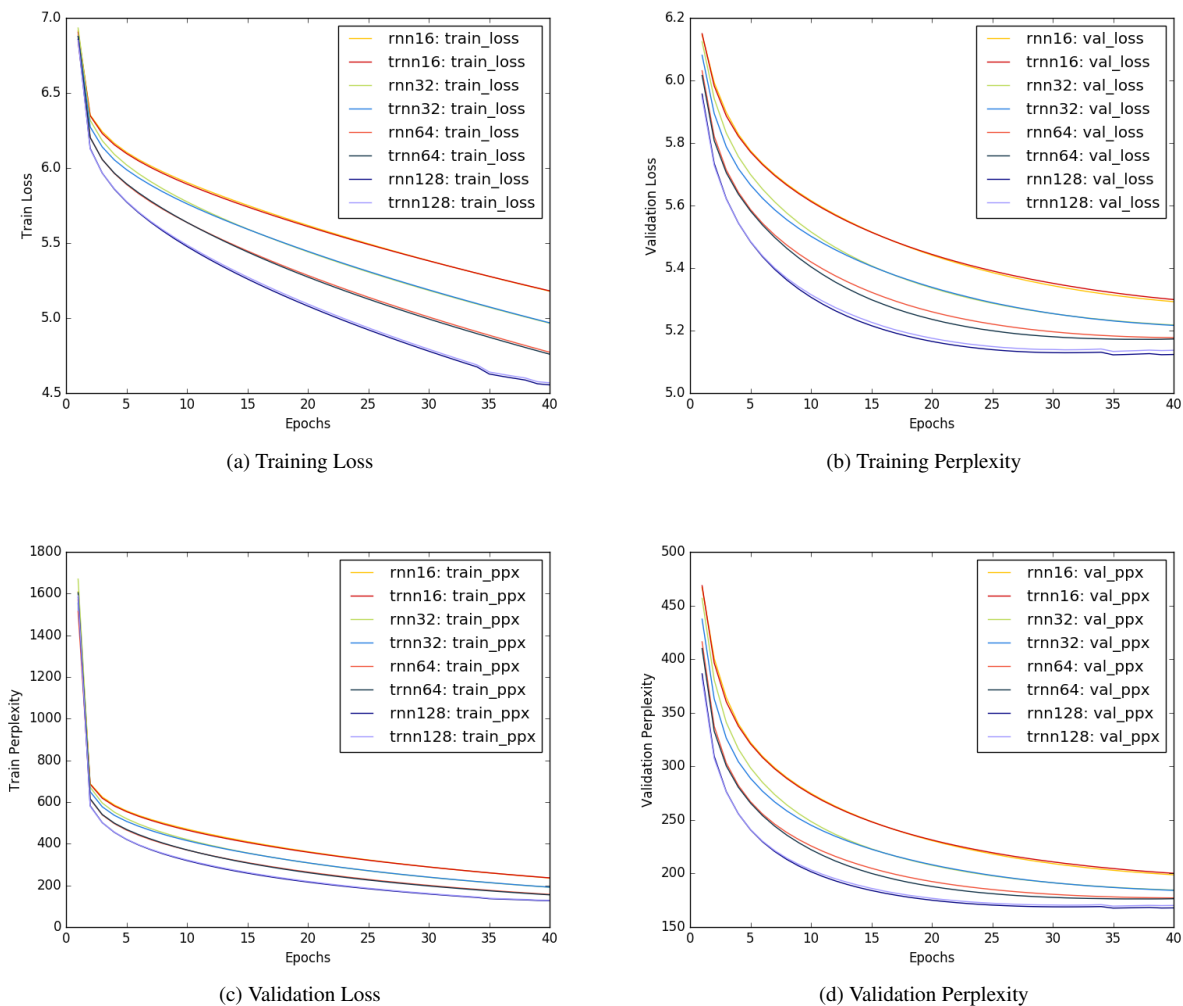 7.0
6.5
6.0
5.5
5.0
4.5
Train Loss
0 5 10 15 20 25 30 35 40
Epochs
rnn16: train_loss
trnn16: train_loss
rnn32: train_loss
trnn32: train_loss
rnn64: train_loss
trnn64: train_loss
rnn128: train_loss
trnn128: train_loss
(a) Training Loss
6.2
6.0
5.8
5.6
5.4
5.2
5.0
Validation Loss
0 5 10 15 20 25 30 35 40
Epochs
rnn16: val_loss
trnn16: val_loss
rnn32: val_loss
trnn32: val_loss
rnn64: val_loss
trnn64: val_loss
rnn128: val_loss
trnn128: val_loss
(b) Training Perplexity
1800
1600
1400
1200
1000
800
600
400
200
0
Train Perplexity
0 5 10 15 20 25 30 35 40
Epochs
rnn16: train_ppx
trnn16: train_ppx
rnn32: train_ppx
trnn32: train_ppx
rnn64: train_ppx
trnn64: train_ppx
rnn128: train_ppx
trnn128: train_ppx
(c) Validation Loss
500
450
400
350
300
250
200
150
Validation Perplexity
0 5 10 15 20 25 30 35 40
Epochs
rnn16: val_ppx
trnn16: val_ppx
rnn32: val_ppx
trnn32: val_ppx
rnn64: val_ppx
trnn64: val_ppx
rnn128: val_ppx
trnn128: val_ppx
(d) Validation Perplexity